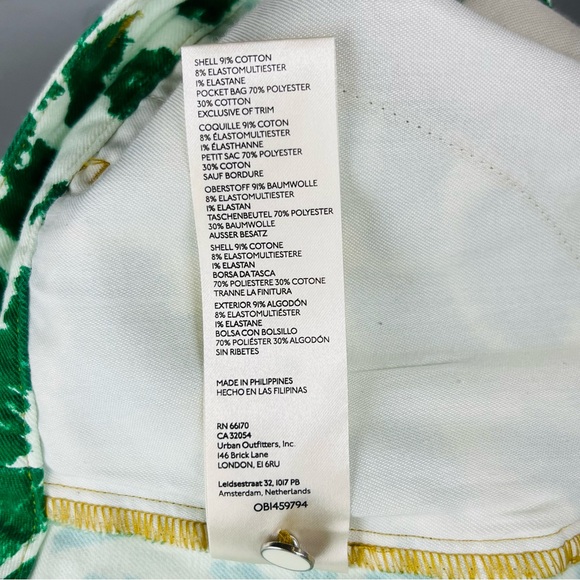 SHELL 91% COTTON
8% ELASTOMULTIESTER
1% ELASTANE
POCKET BAG 70% POLYESTER
30% COTTON
EXCLUSIVE OF TRIM
COQUILLE 91% COTON
8% ÉLASTOMULTIESTER
1% ÉLASTHANNE
PETIT SAC 70% POLYESTER
30% COTON
SAUF BORDURE
OBERSTOFF 91% BAUMWOLLE
8% ELASTOMULTIESTER
1% ELASTAN
TASCHENBEUTEL 70% POLYESTER
30% BAUMWOLLE
AUSSER BESATZ
SHELL 91% COTONE
8% ELASTOMULTIESTERE
1% ELASTAN
BORSA DA TASCA
70% POLIESTERE 30% COTONE
TRANNE LA FINITURA
EXTERIOR 91% ALGODÓN
8% ELASTOMULTIÉSTER
1% ELASTANE
BOLSA CON BOLSILLO
70% POLIÉSTER 30% ALGODÓN
SIN RIBETES
MADE IN PHILIPPINES
HECHO EN LAS FILIPINAS
RN 66170
CA 32054
Urban Outfitters, Inc.
146 Brick Lane
LONDON, E1 6RU
Leidsestraat 32, 1017 PB
Amsterdam, Netherlands
OB1459794